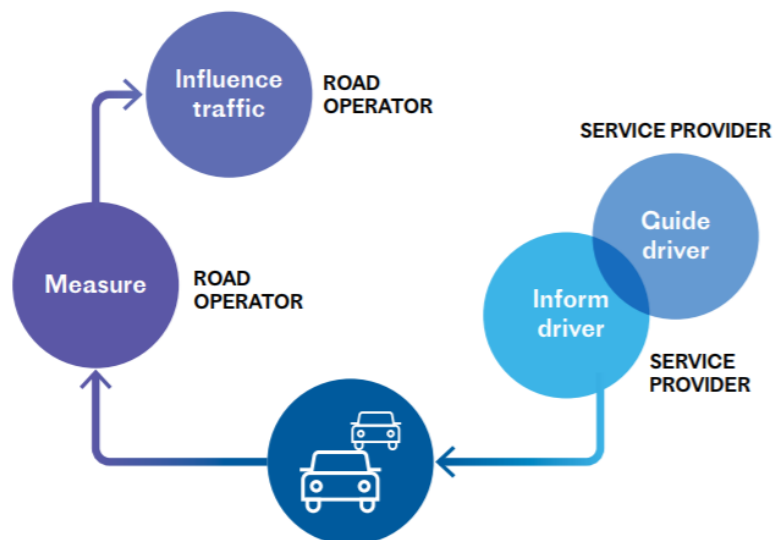 Influence
traffic
ROAD
OPERATOR
SERVICE PROVIDER
Guide
driver
Measure
ROAD
OPERATOR
Inform
driver
SERVICE
PROVIDER